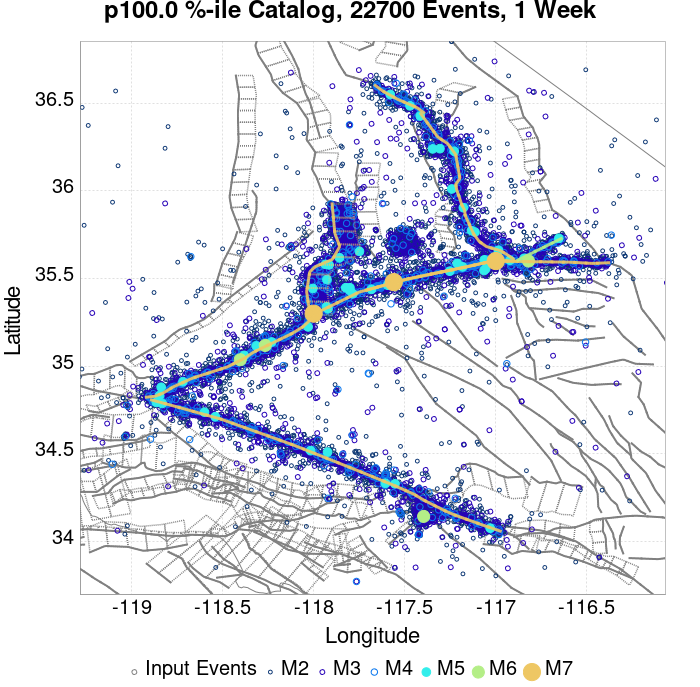 p100.0 %-ile Catalog, 22700 Events, 1 Week
36.5
36
35.5
35
34.5
34
Latitude
-119
-118.5
-118
-117.5
-117
-116.5
Longitude
Input Events
M2
M3
M4
M5
M6
M7